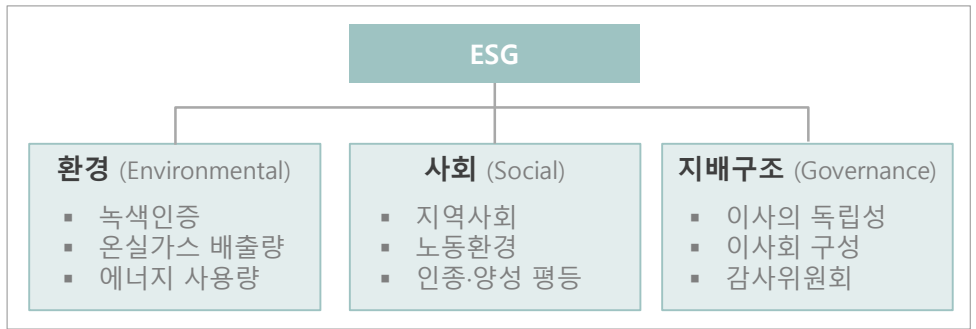 ESG
환경 (Environmental)
▪ 녹색인증
▪ 온실가스 배출량
▪ 에너지 사용량
사회 (Social)
▪ 지역사회
▪ 노동환경
▪ 인종·양성 평등
지배구조 (Governance)
▪ 이사의 독립성
▪ 이사회 구성
▪ 감사위원회